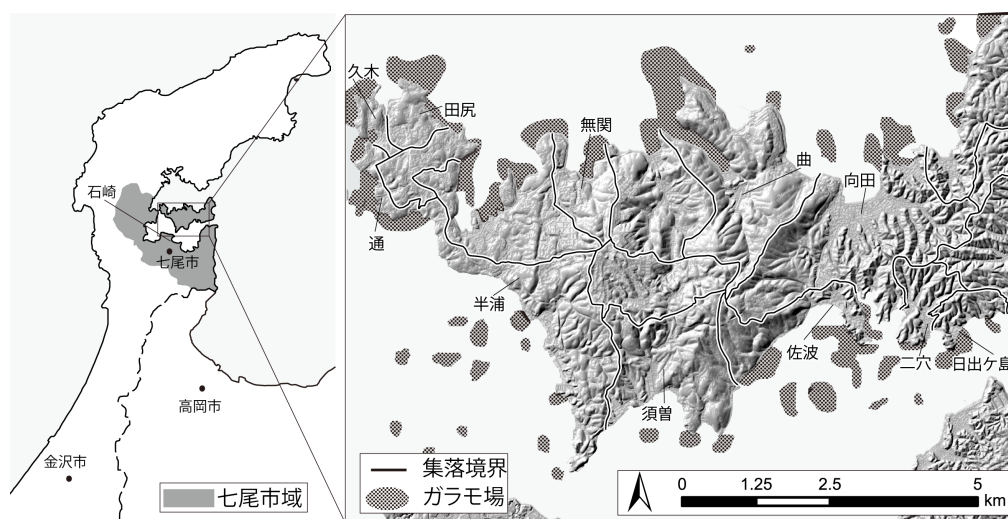 石崎
七尾市
高岡市
金沢市
七尾市域
久木
田尻
無関
曲
向田
通
半浦
佐波
二穴
日出ケ島
須曽
集落境界
ガラモ場
0 1.25 2.5 5
km